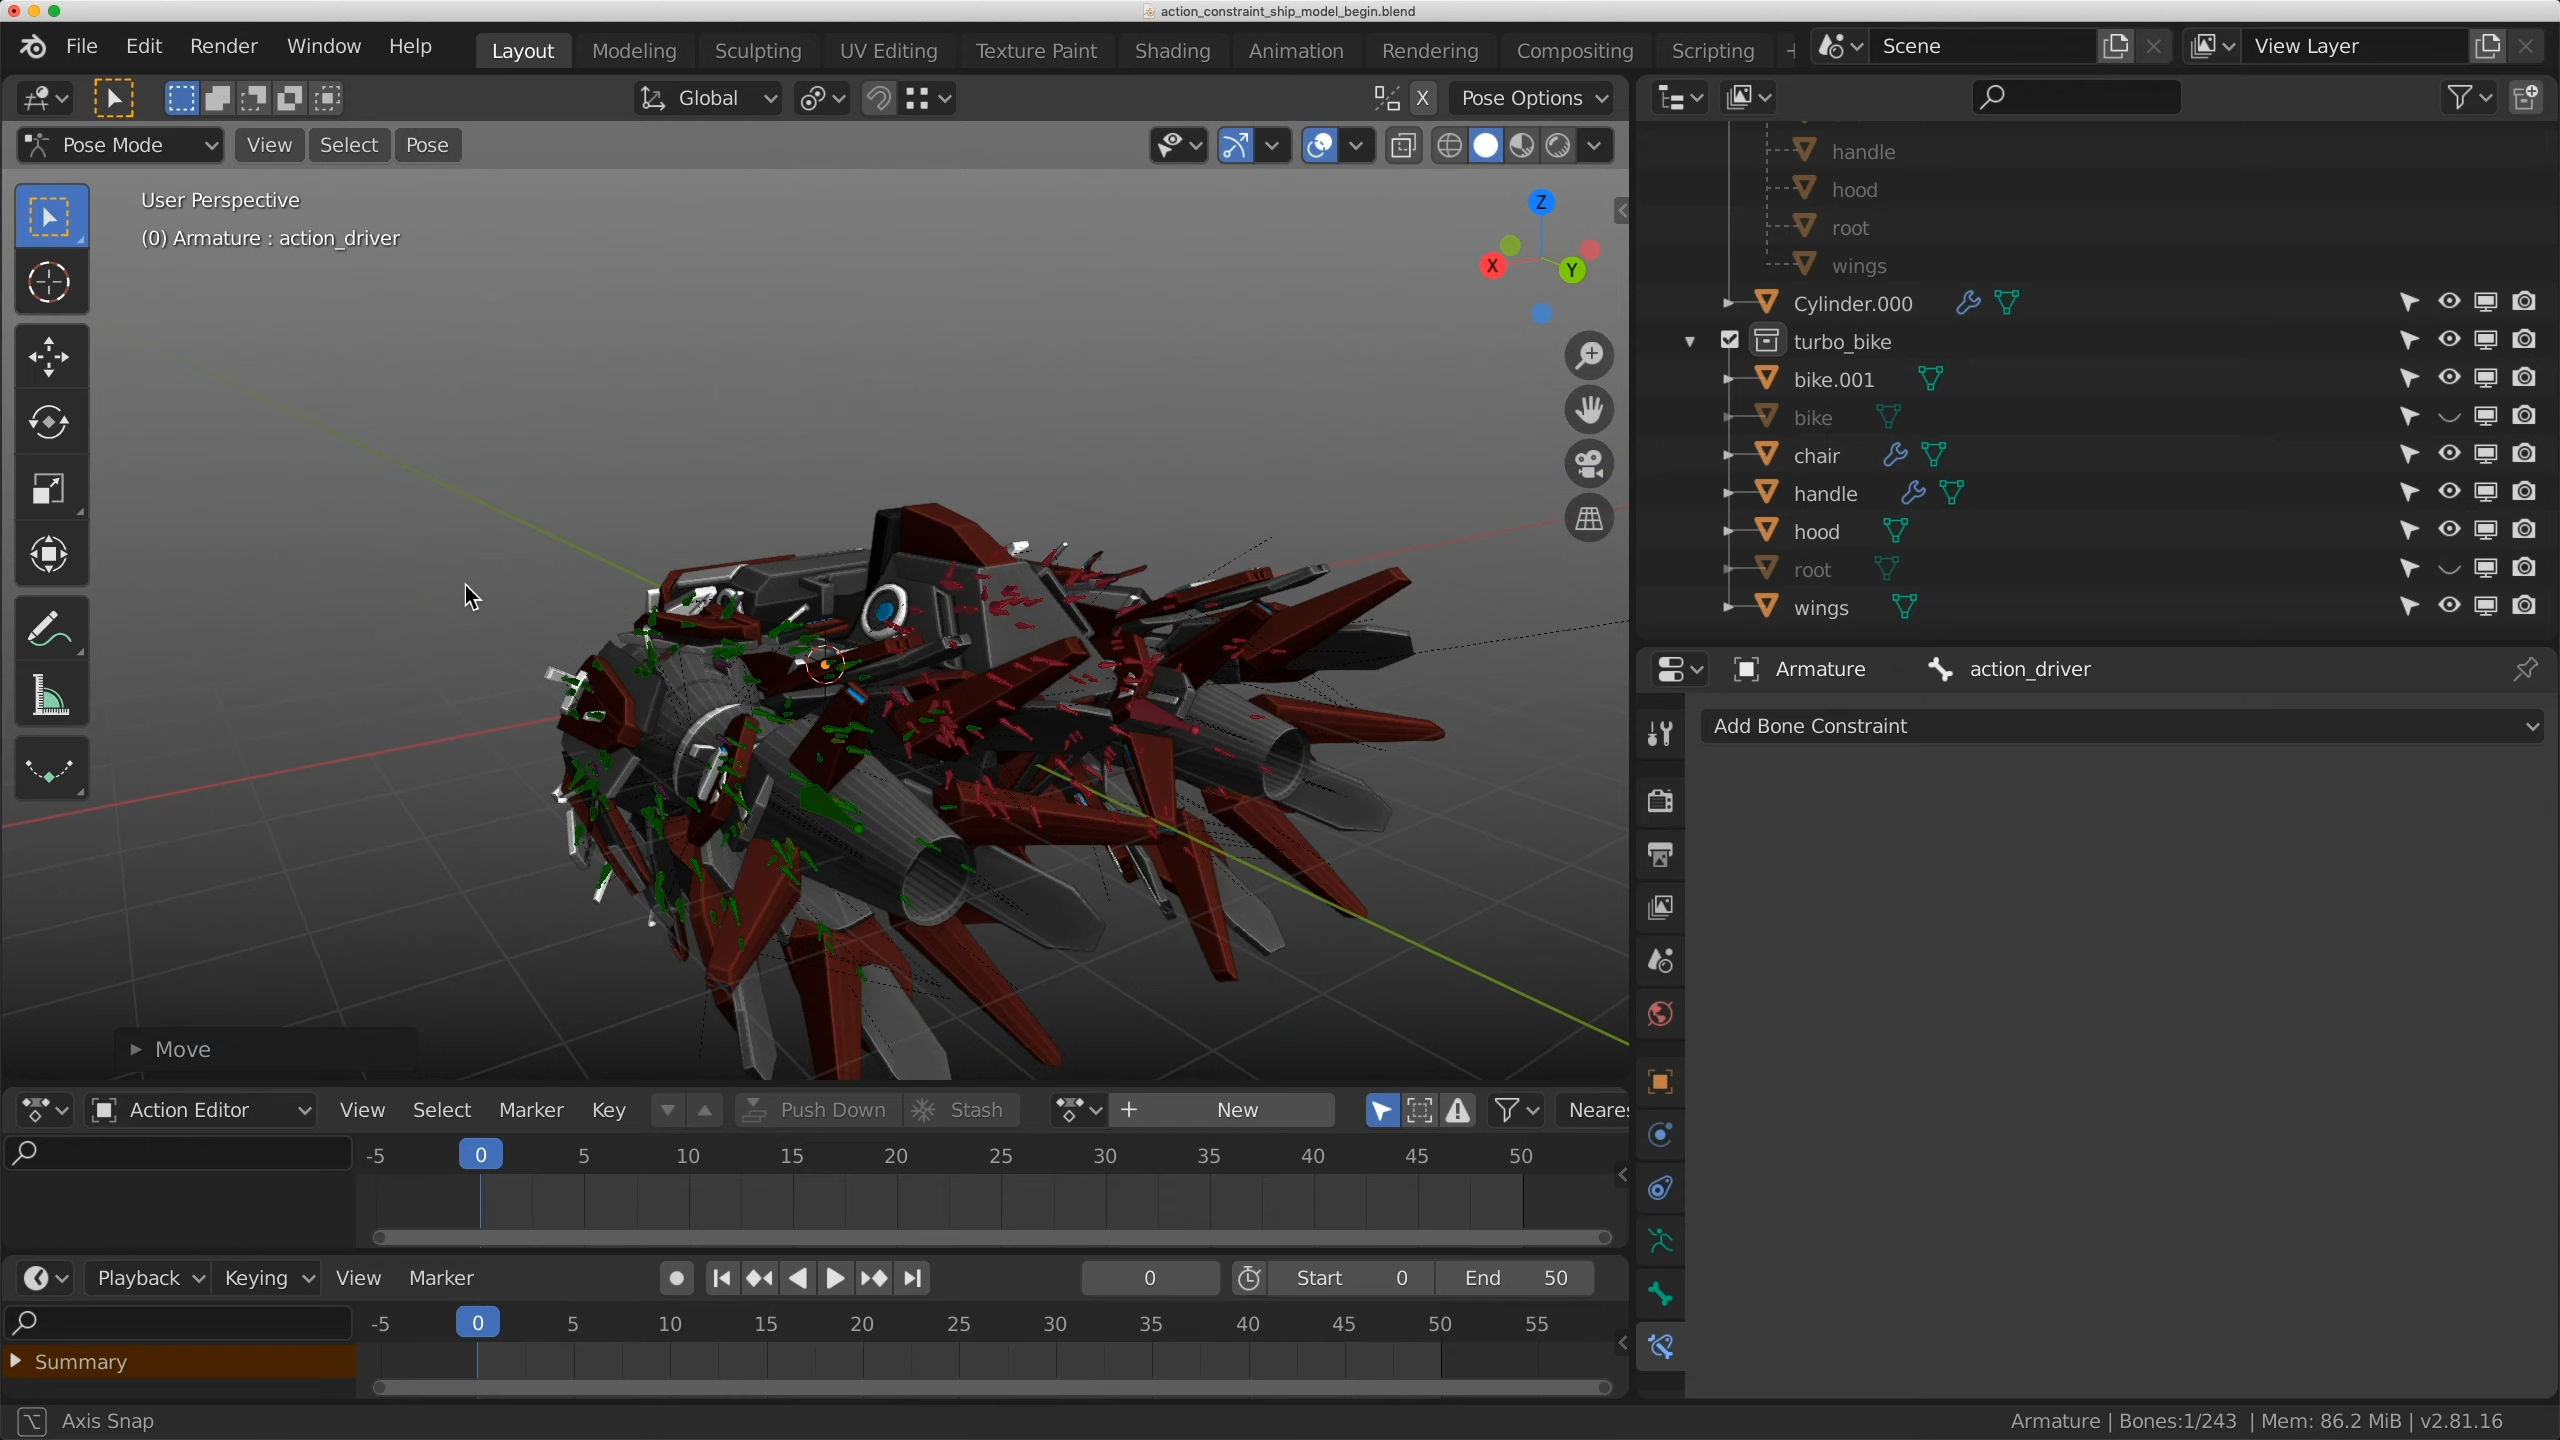 action_constraint_ship_model_begin.blend
File Edit Render Window Help Layout Modeling Sculpting UV Editing Texture Paint Shading Animation Rendering Compositing Scripting Scene View Layer
Global X Pose Options
Pose Mode View Select Pose
User Perspective
(0) Armature : action_driver
Z
X
Y
Move
handle
hood
root
wings
Cylinder.000
turbo_bike
bike.001
bike
chair
handle
hood
root
wings
Armature action_driver
Add Bone Constraint
Action Editor View Select Marker Key Push Down Stash New Neares
-5 0 5 10 15 20 25 30 35 40 45 50
Playback Keying View Marker 0 Start 0 End 50
-5 0 5 10 15 20 25 30 35 40 45 50 55
Summary
Axis Snap
Armature | Bones:1/243 | Mem: 86.2 MiB | v2.81.16